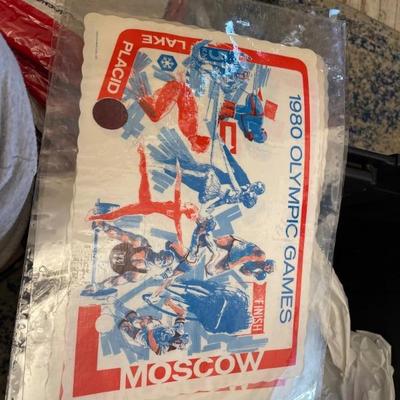 1980 OLYMPIC GAMES
LAKE
PLACID
FINISH
MOSCOW